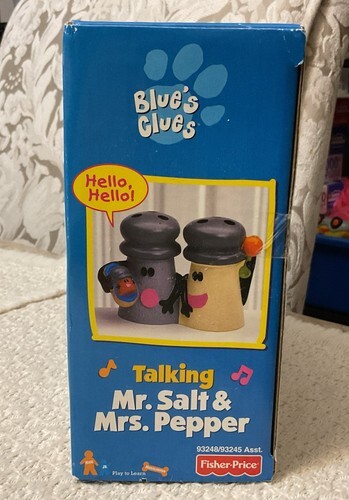 Blue's
Clues
Hello,
Hello!
Talking
Mr. Salt &
Mrs. Pepper
93248/93245 Asst.
Play to Learn
Fisher-Price